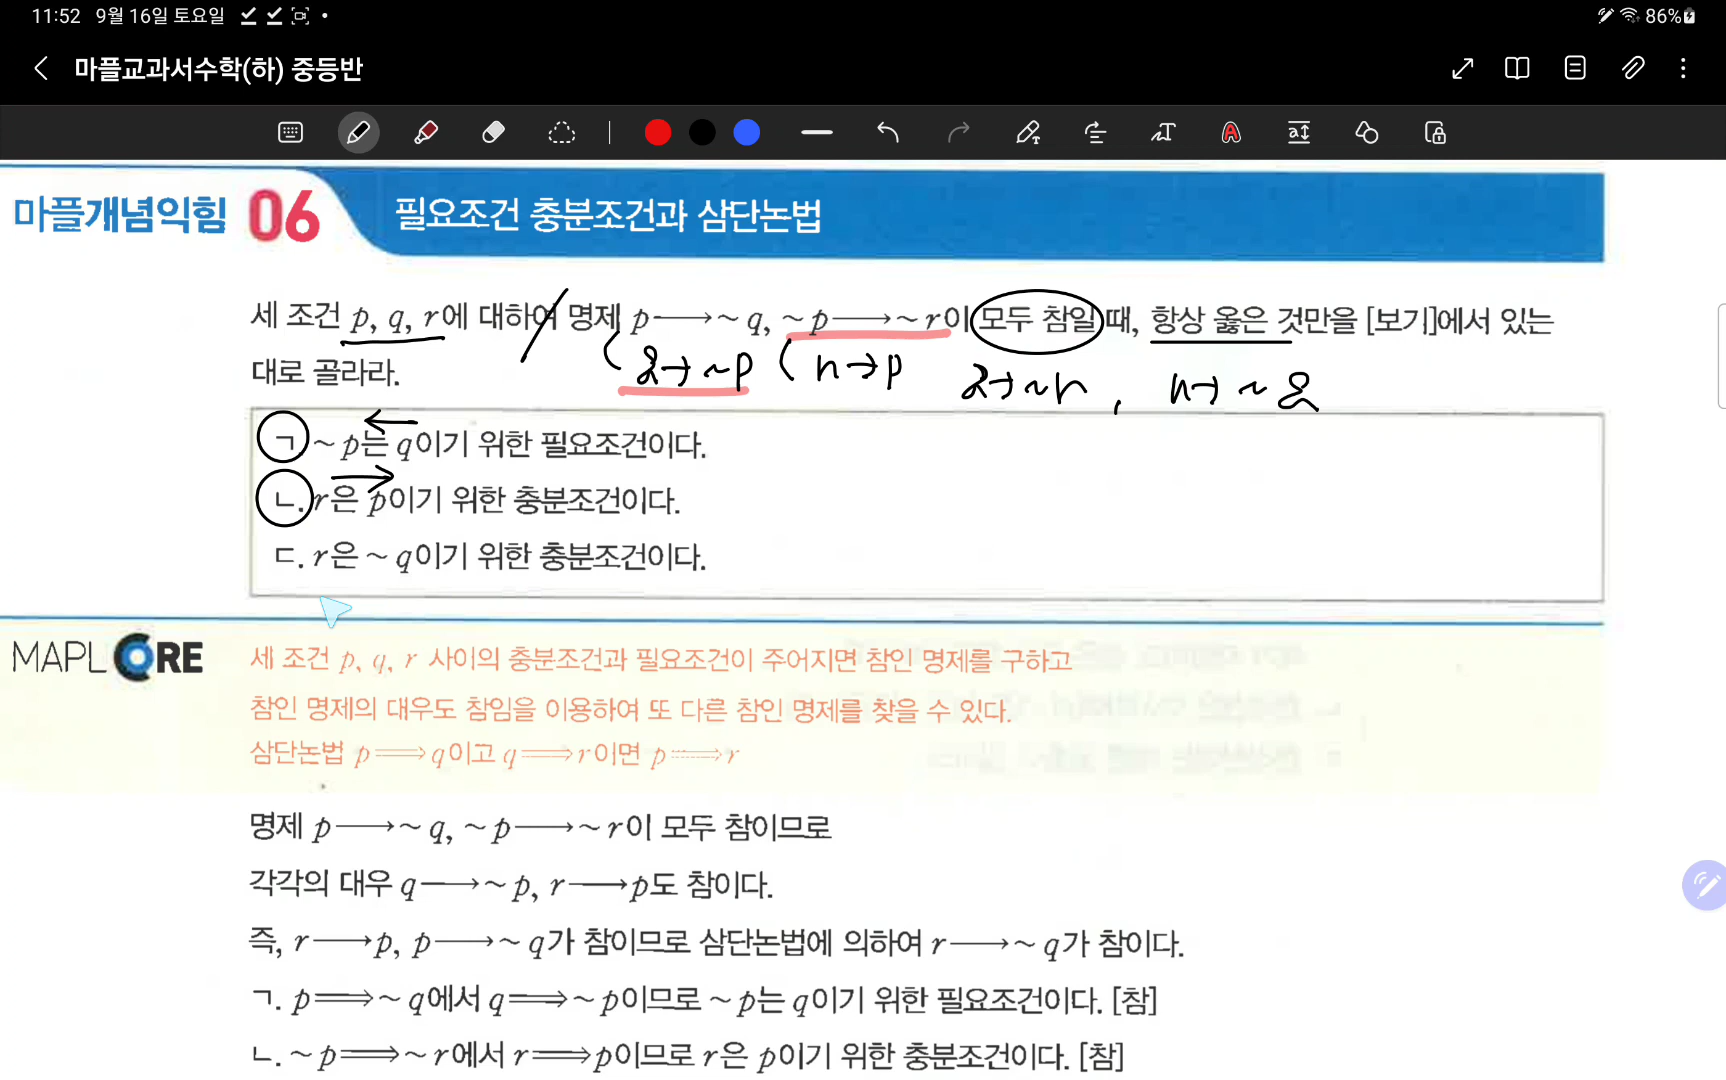 11:52 9월 16일 토요일 86%
마플교과서수학(하) 중등반
마플개념익힘 06 필요조건 충분조건과 삼단논법
세 조건 p, q, r에 대하여 명제 p ⟶ ~ q, ~ p ⟶ ~ r이 모두 참일 때, 항상 옳은 것만을 [보기]에서 있는
대로 골라라.
q → ~p r → p q → ~r , r → ~q
ㄱ. ~ p는 q이기 위한 필요조건이다.
ㄴ. r은 p이기 위한 충분조건이다.
ㄷ. r은 ~ q이기 위한 충분조건이다.
MAPL CORE
세 조건 p, q, r 사이의 충분조건과 필요조건이 주어지면 참인 명제를 구하고
참인 명제의 대우도 참임을 이용하여 또 다른 참인 명제를 찾을 수 있다.
삼단논법 p ⟹ q이고 q ⟹ r이면 p ⟹ r
명제 p ⟶ ~ q, ~ p ⟶ ~ r이 모두 참이므로
각각의 대우 q ⟶ ~ p, r ⟶ p도 참이다.
즉, r ⟶ p, p ⟶ ~ q가 참이므로 삼단논법에 의하여 r ⟶ ~ q가 참이다.
ㄱ. p ⟹ ~ q에서 q ⟹ ~ p이므로 ~ p는 q이기 위한 필요조건이다. [참]
ㄴ. ~ p ⟹ ~ r에서 r ⟹ p이므로 r은 p이기 위한 충분조건이다. [참]